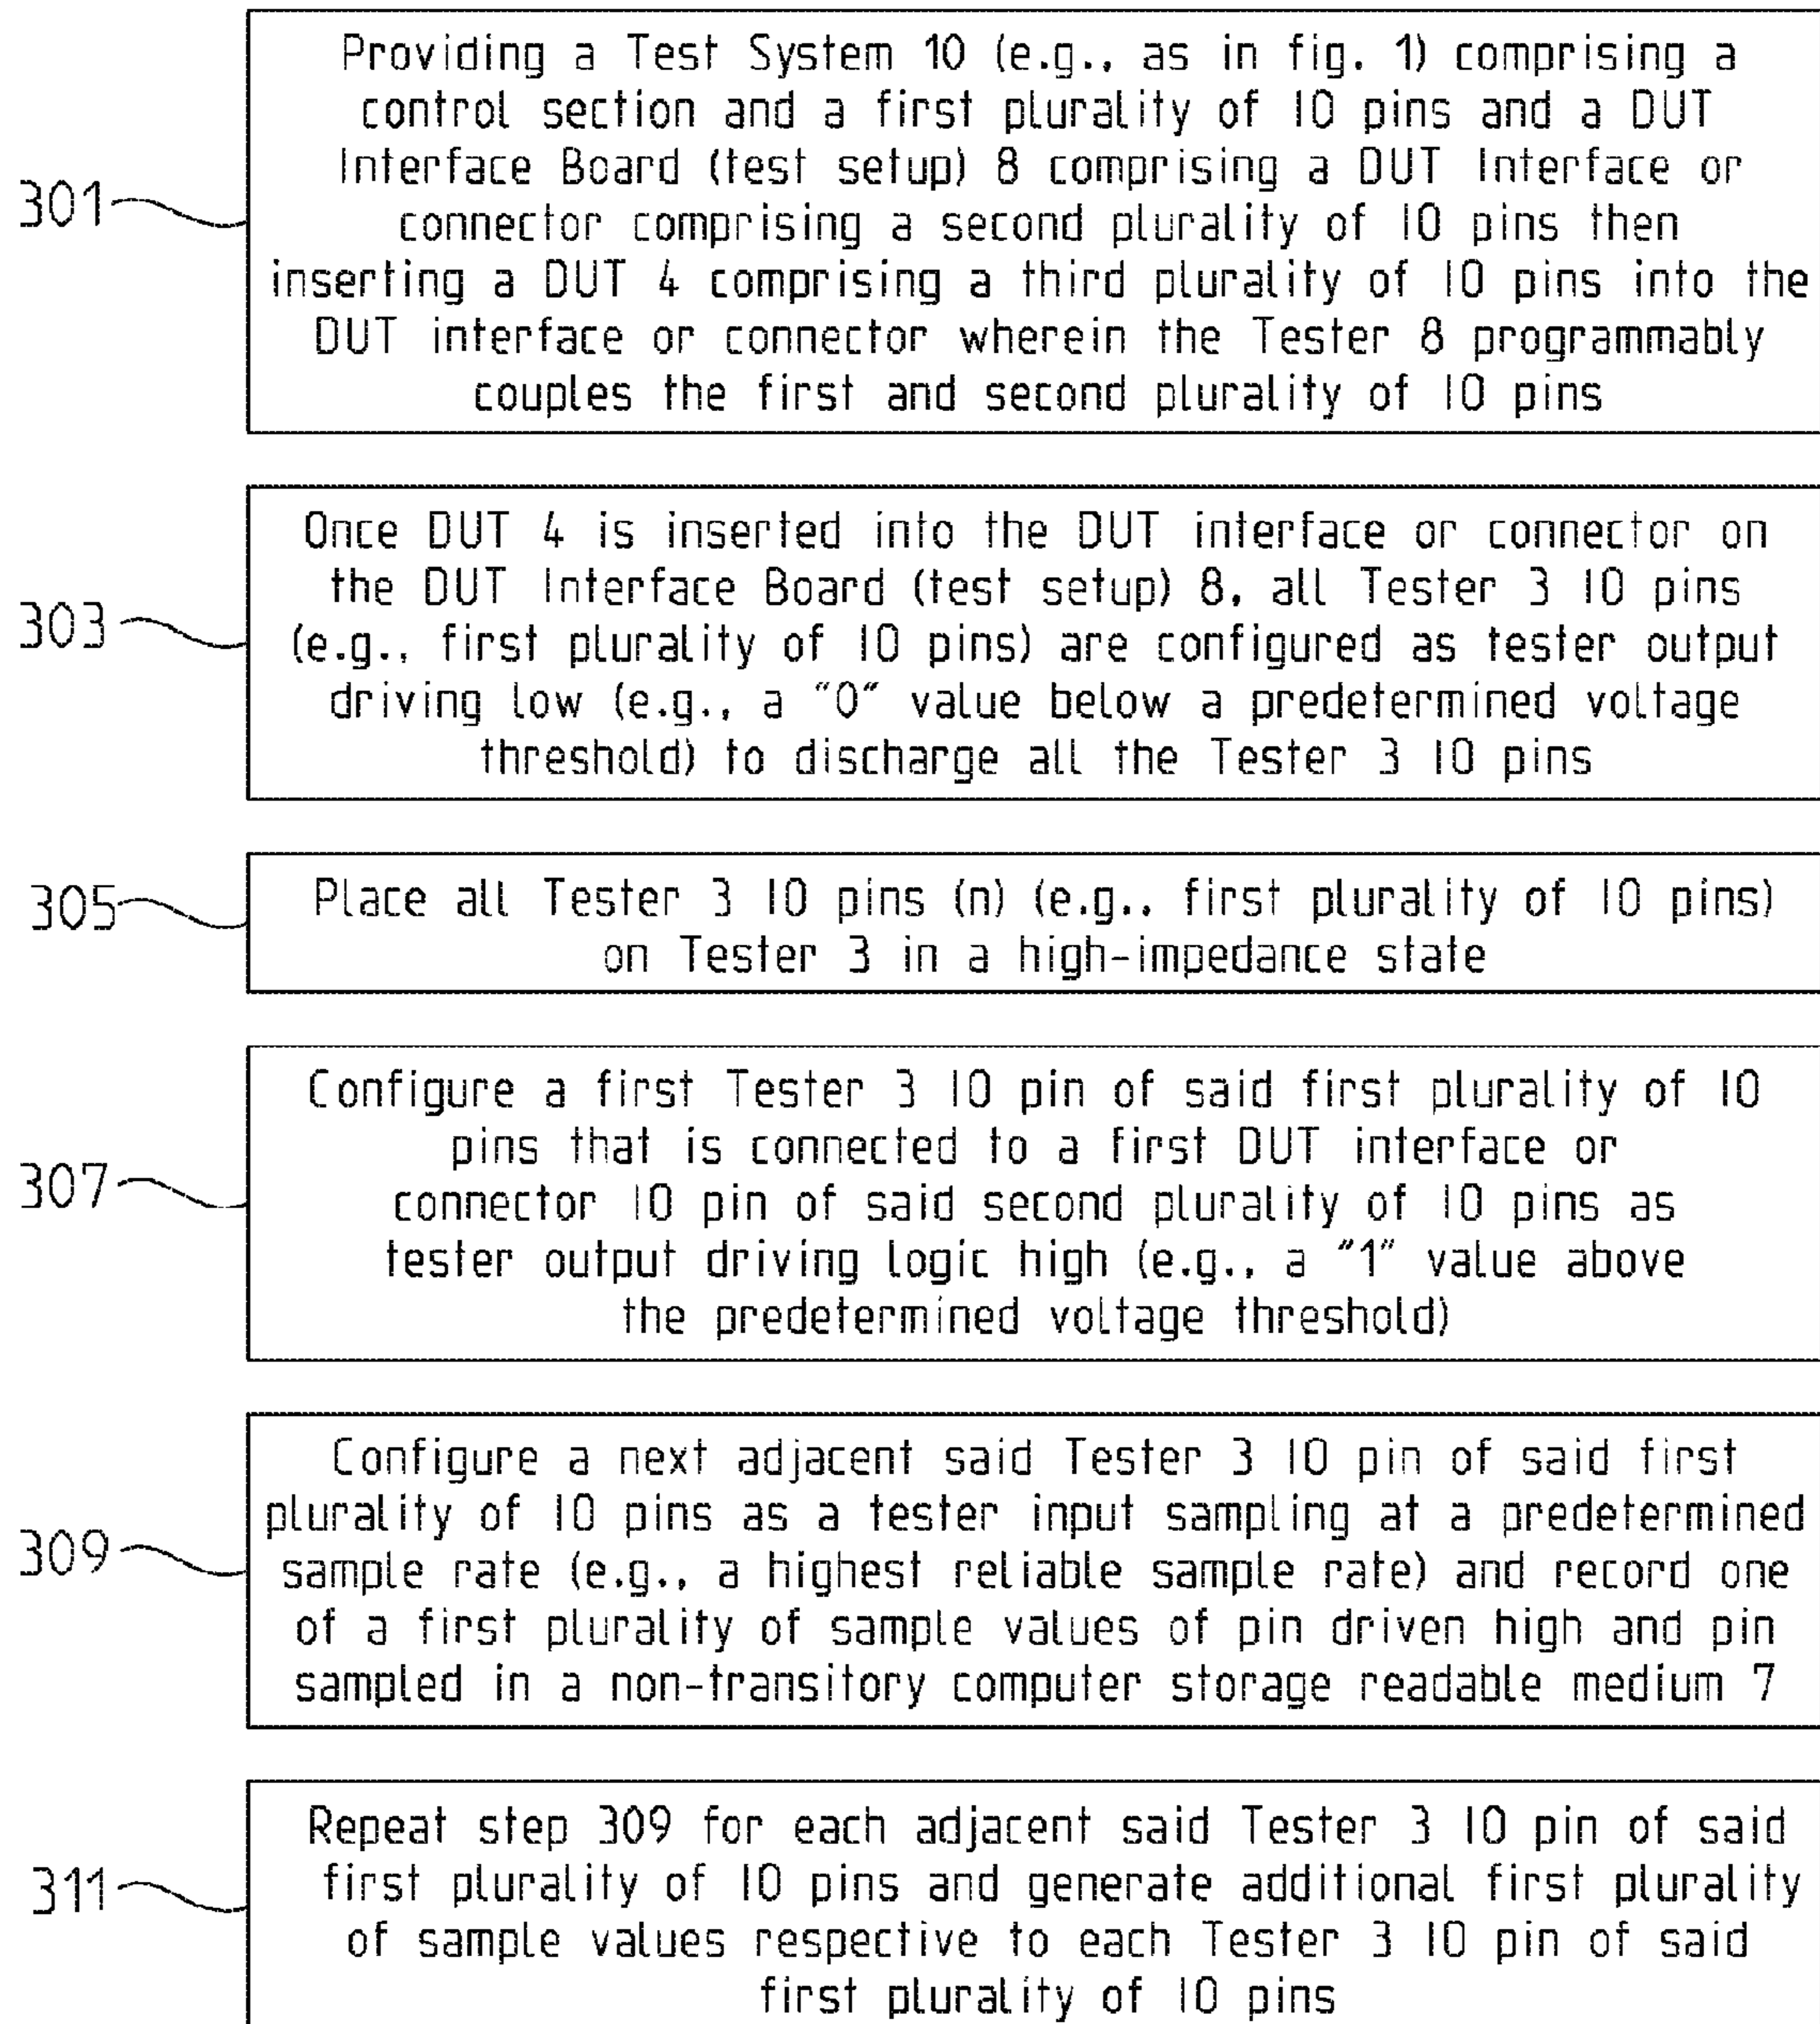 Providing a Test System 10 (e.g., as in fig. 1) comprising a
control section and a first plurality of IO pins and a DUT
Interface Board (test setup) 8 comprising a DUT Interface or
connector comprising a second plurality of IO pins then
inserting a DUT 4 comprising a third plurality of IO pins into the
DUT interface or connector wherein the Tester 8 programmably
couples the first and second plurality of IO pins
301
Once DUT 4 is inserted into the DUT interface or connector on
the DUT Interface Board (test setup) 8, all Tester 3 IO pins
(e.g., first plurality of IO pins) are configured as tester output
driving low (e.g., a "0" value below a predetermined voltage
threshold) to discharge all the Tester 3 IO pins
303
Place all Tester 3 IO pins (n) (e.g., first plurality of IO pins)
on Tester 3 in a high-impedance state
305
Configure a first Tester 3 IO pin of said first plurality of IO
pins that is connected to a first DUT interface or
connector IO pin of said second plurality of IO pins as
tester output driving logic high (e.g., a "1" value above
the predetermined voltage threshold)
307
Configure a next adjacent said Tester 3 IO pin of said first
plurality of IO pins as a tester input sampling at a predetermined
sample rate (e.g., a highest reliable sample rate) and record one
of a first plurality of sample values of pin driven high and pin
sampled in a non-transitory computer storage readable medium 7
309
Repeat step 309 for each adjacent said Tester 3 IO pin of said
first plurality of IO pins and generate additional first plurality
of sample values respective to each Tester 3 IO pin of said
first plurality of IO pins
311